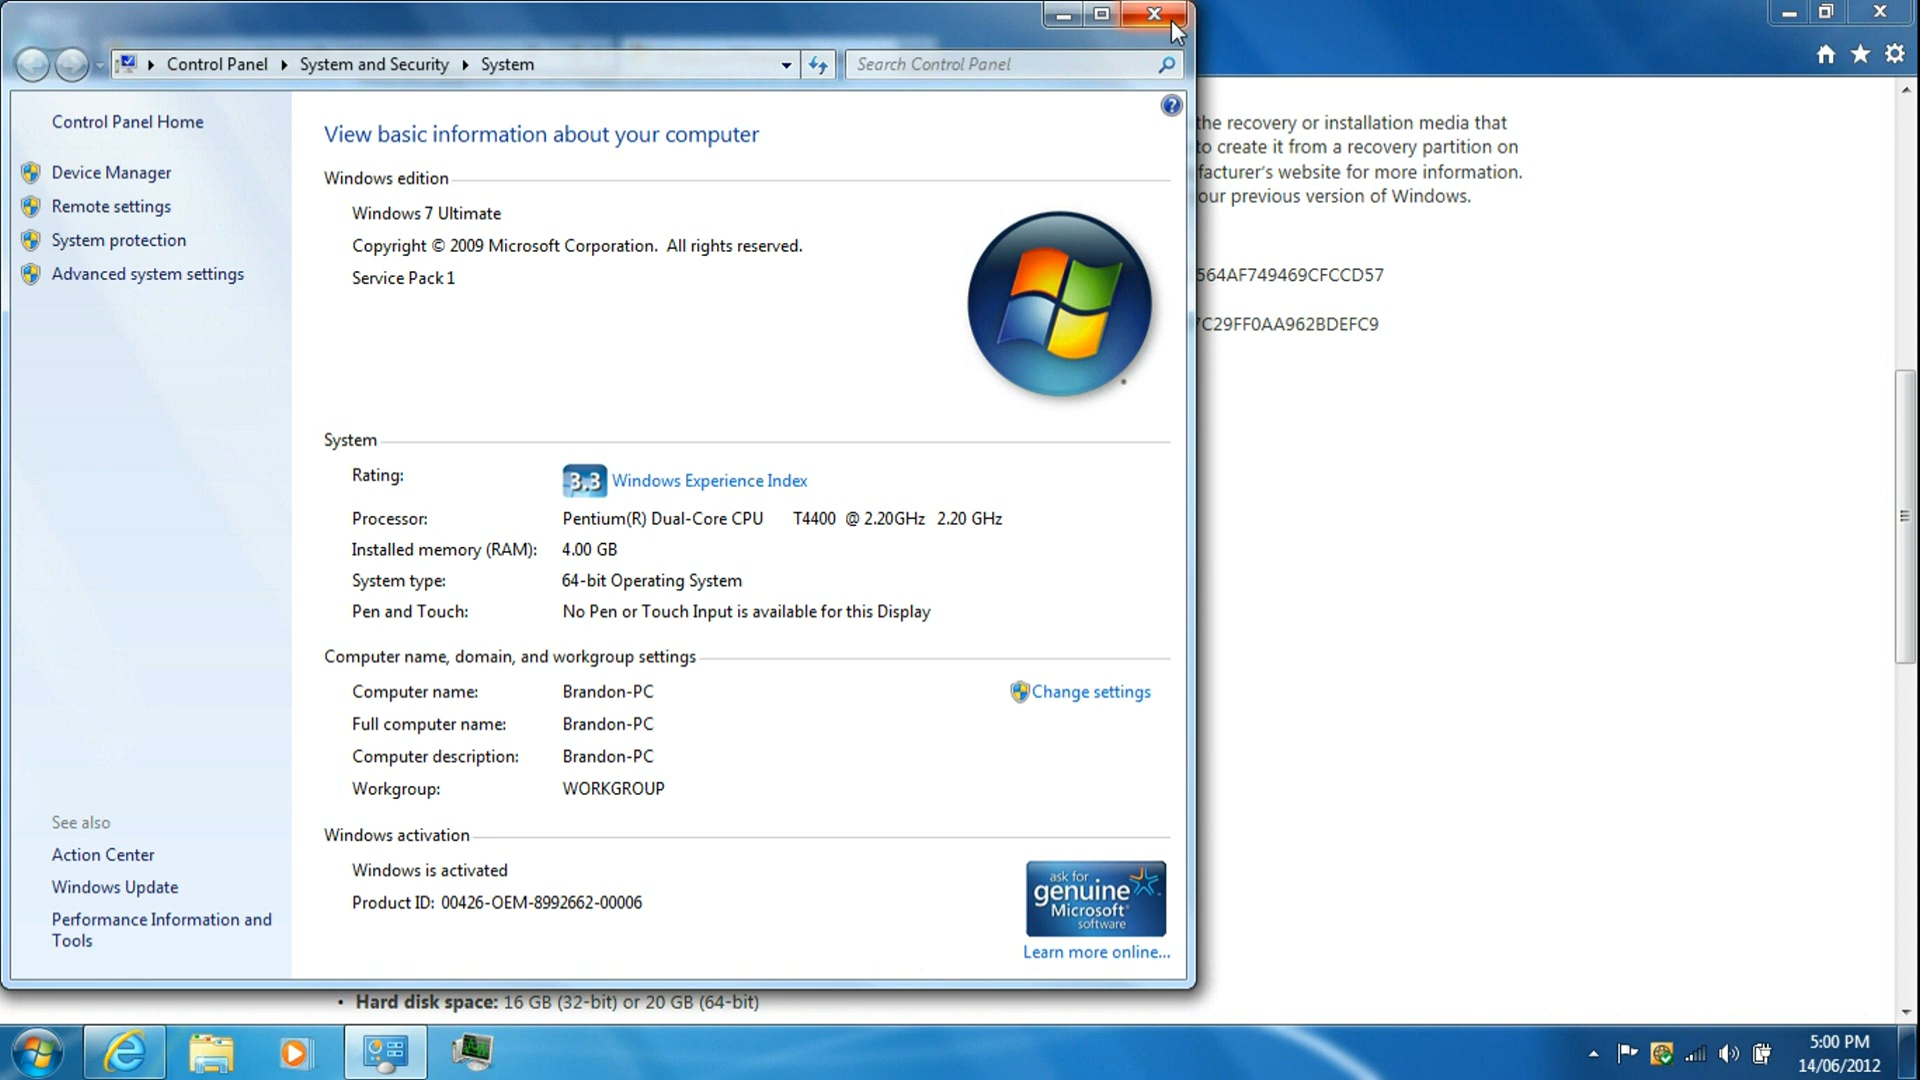 Control Panel
System and Security
System
Search Control Panel
Control Panel Home
Device Manager
Remote settings
System protection
Advanced system settings
See also
Action Center
Windows Update
Performance Information and
Tools
View basic information about your computer
Windows edition
Windows 7 Ultimate
Copyright © 2009 Microsoft Corporation. All rights reserved.
Service Pack 1
System
Rating:
3.3 Windows Experience Index
Processor: Pentium(R) Dual-Core CPU T4400 @ 2.20GHz 2.20 GHz
Installed memory (RAM): 4.00 GB
System type: 64-bit Operating System
Pen and Touch: No Pen or Touch Input is available for this Display
Computer name, domain, and workgroup settings
Computer name: Brandon-PC
Change settings
Full computer name: Brandon-PC
Computer description: Brandon-PC
Workgroup: WORKGROUP
Windows activation
Windows is activated
Product ID: 00426-OEM-8992662-00006
ask for
genuine
Microsoft
software
Learn more online...
the recovery or installation media that
to create it from a recovery partition on
facturer's website for more information.
our previous version of Windows.
564AF749469CFCCD57
7C29FF0AA962BDEFC9
• Hard disk space: 16 GB (32-bit) or 20 GB (64-bit)
5:00 PM
14/06/2012